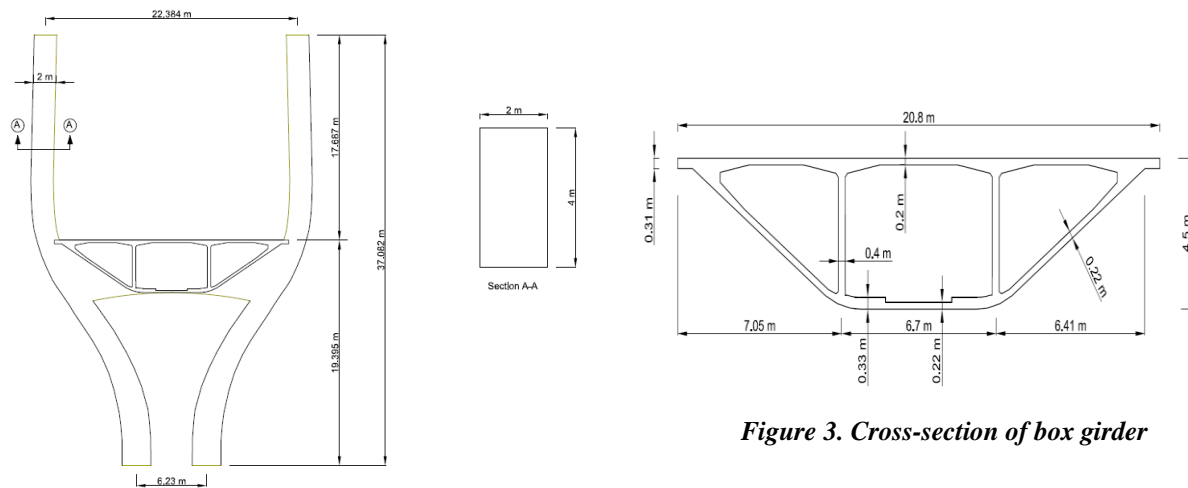 22.384 m
2 m
A
A
17.687 m
37.082 m
19.395 m
6.23 m
2 m
4 m
Section A-A
20.8 m
0.31 m
0.2 m
0.4 m
0.22 m
4.5 m
7.05 m
6.7 m
6.41 m
0.33 m
0.22 m
Figure 3. Cross-section of box girder